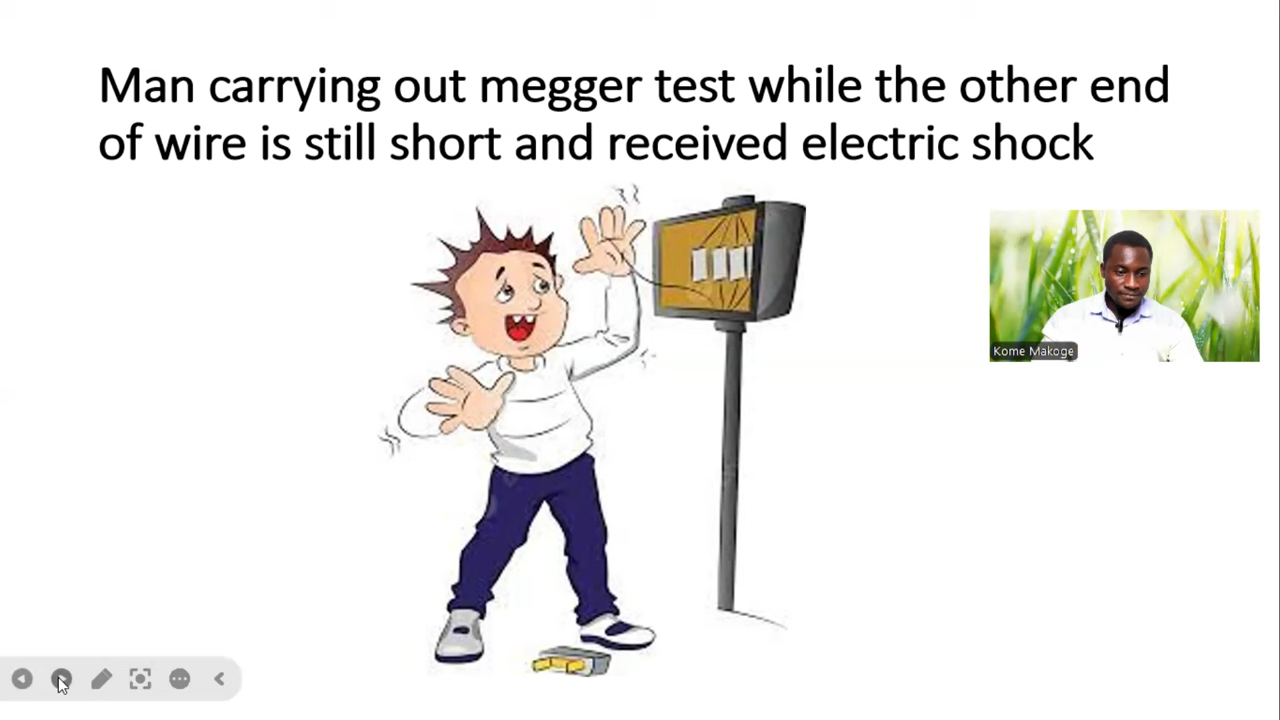 Man carrying out megger test while the other end
of wire is still short and received electric shock
Kome Makoge